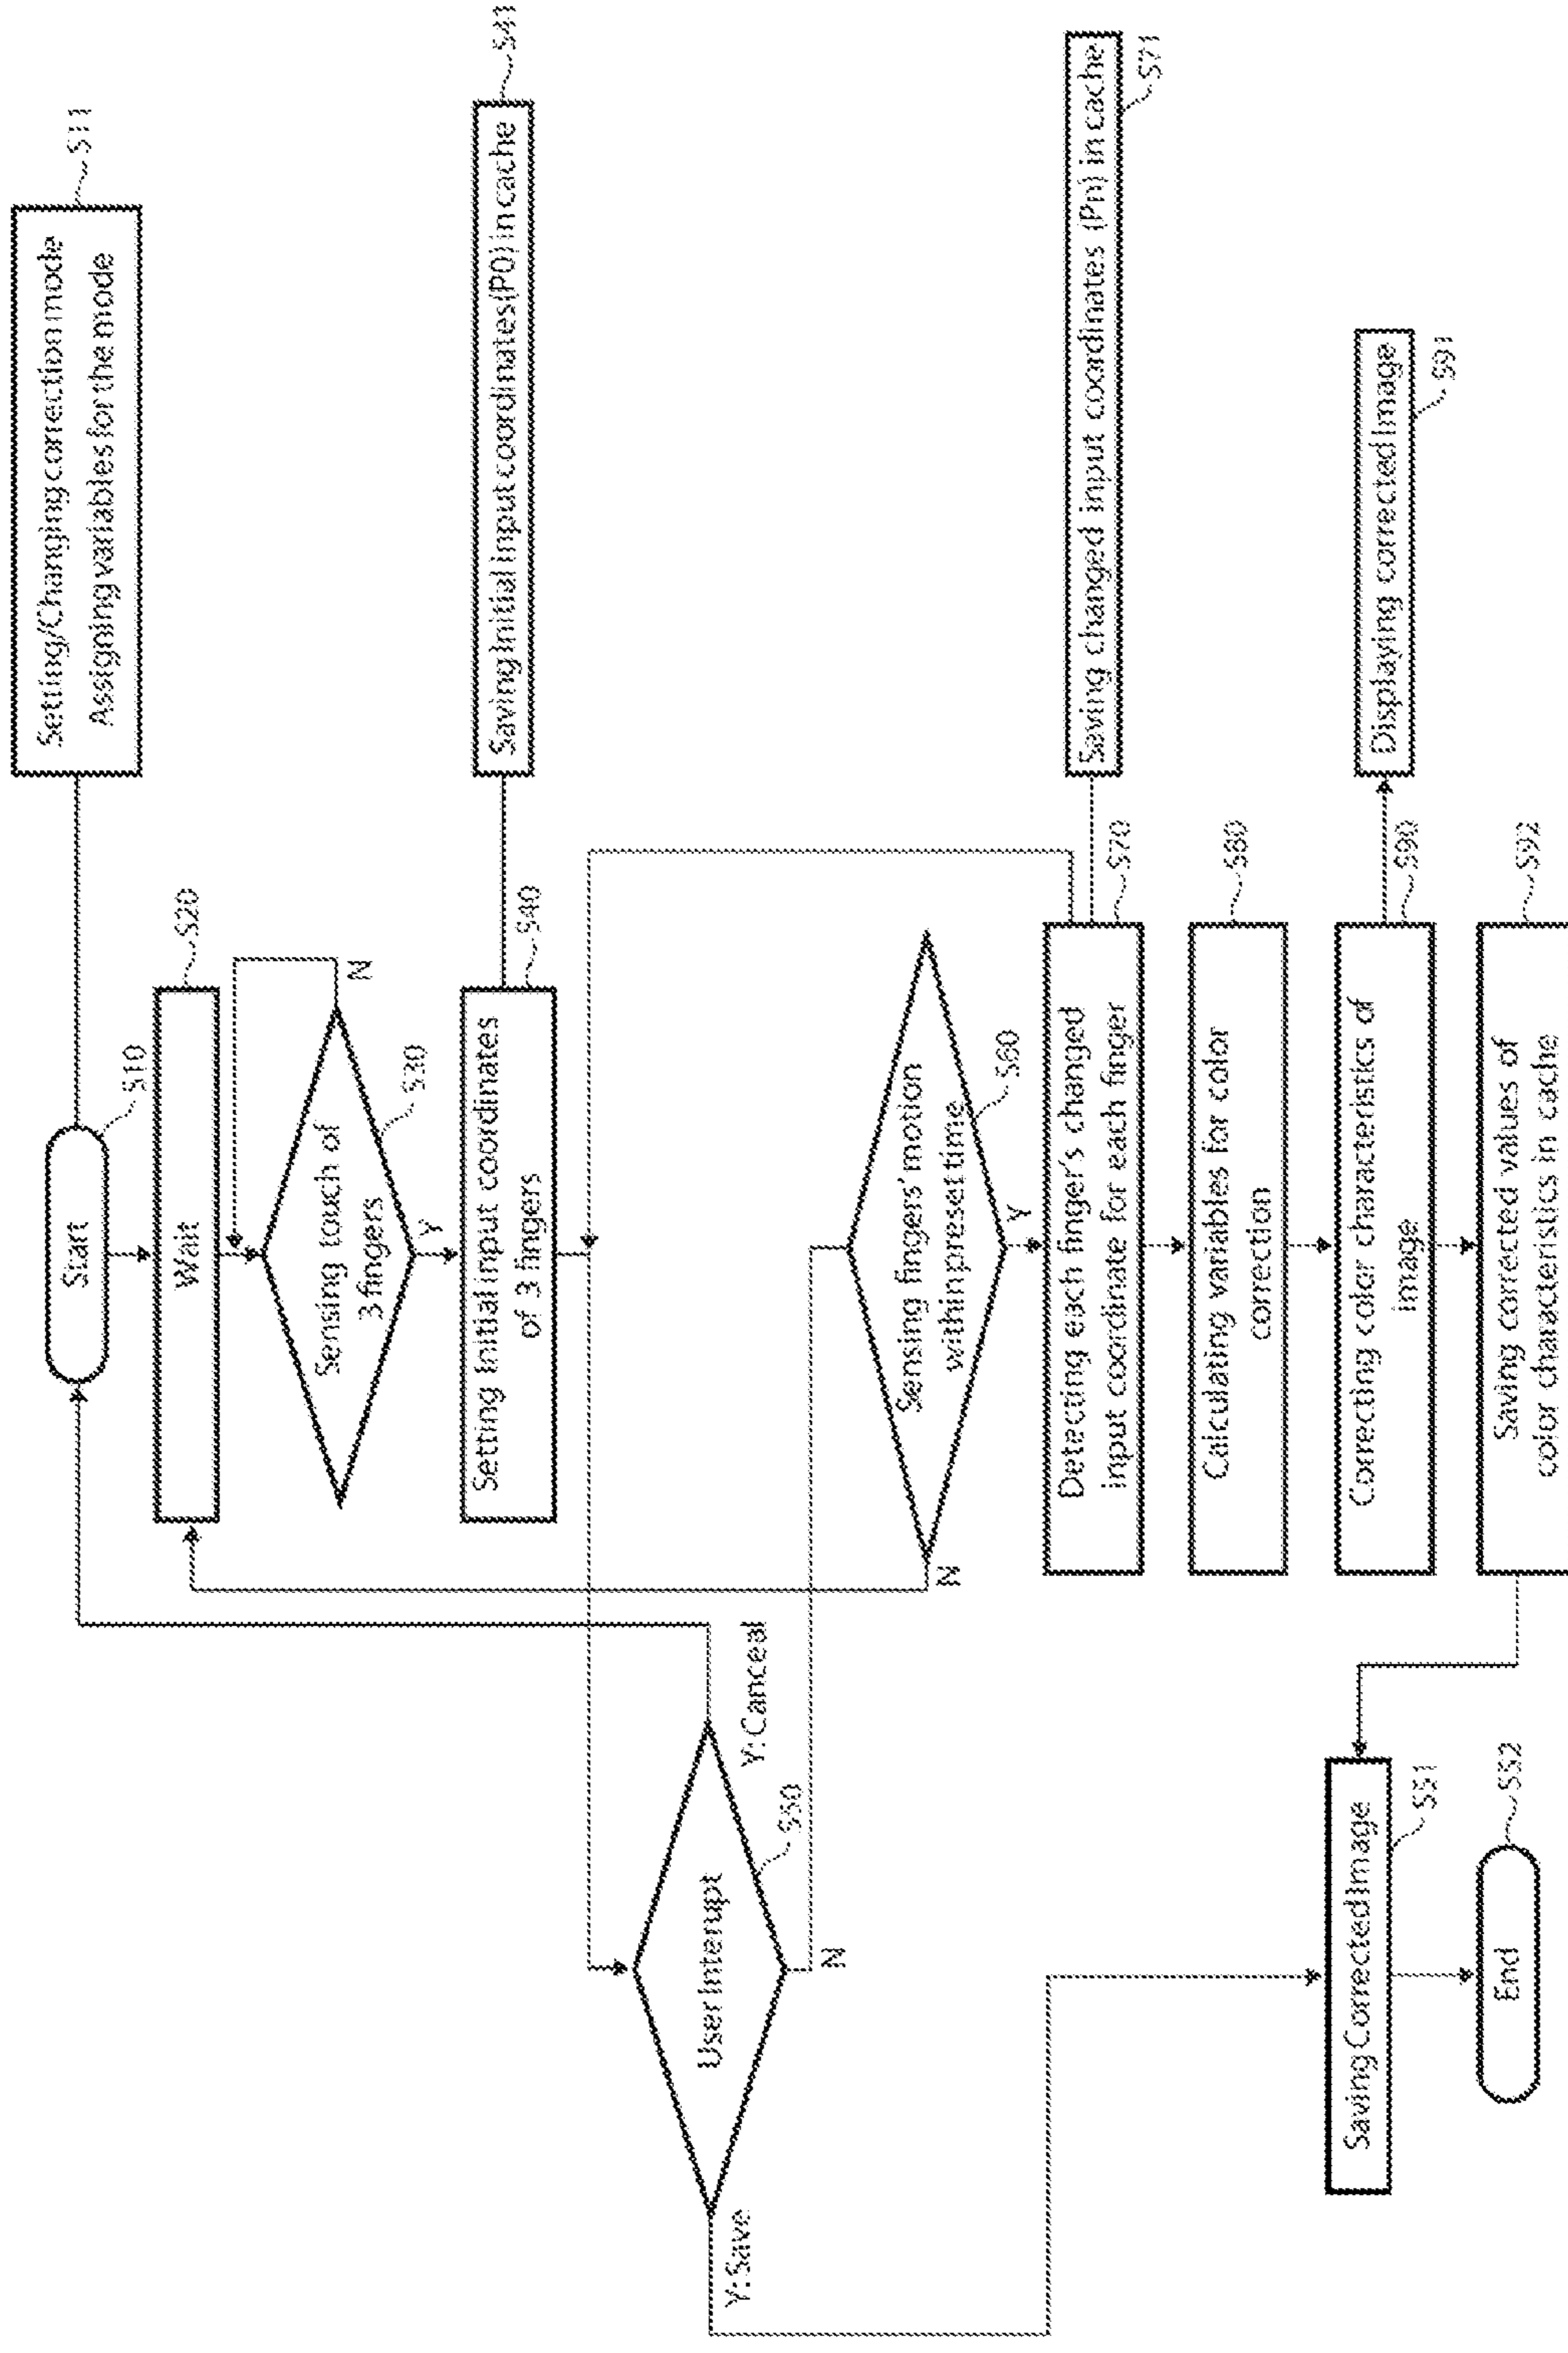 Start
S10
Setting/Changing correction mode
Assigning variables for the mode
S11
Wait
S20
Sensing touch of
3 fingers
S30
N
Y
Setting Initial input coordinates
of 3 fingers
S40
Saving Initial input coordinates(P0) in cache
S41
User Interupt
S50
Y: Canceal
Y: Save
N
Sensing fingers' motion
within preset time
S60
N
Y
Detecting each finger's changed
input coordinate for each finger
S70
Saving changed input coordinates (Pn) in cache
S71
Calculating variables for color
correction
S80
Correcting color characteristics of
image
S90
Displaying corrected Image
S91
Saving corrected values of
color characteristics in cache
S92
Saving Corrected Image
S51
End
S52